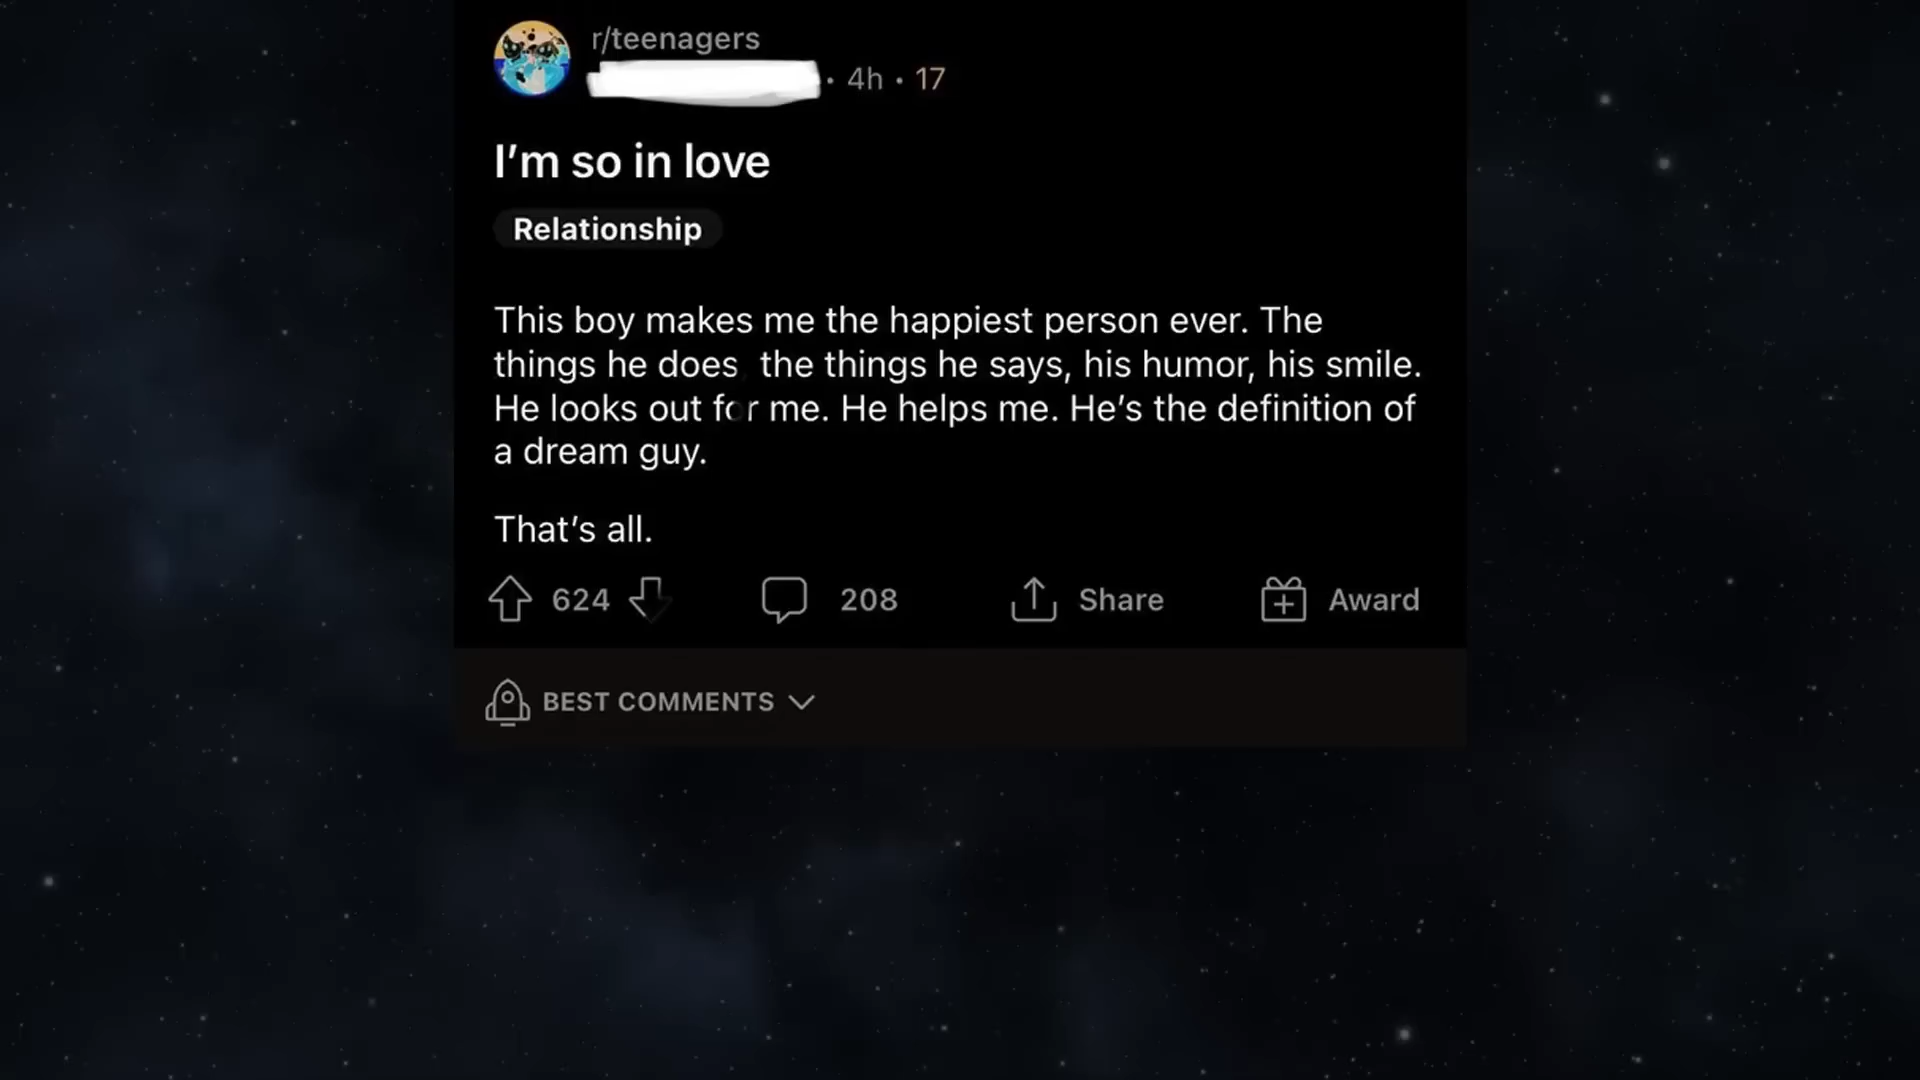 r/teenagers
• 4h • 17
I'm so in love
Relationship
This boy makes me the happiest person ever. The
things he does the things he says, his humor, his smile.
He looks out for me. He helps me. He's the definition of
a dream guy.
That's all.
624 208 Share Award
BEST COMMENTS